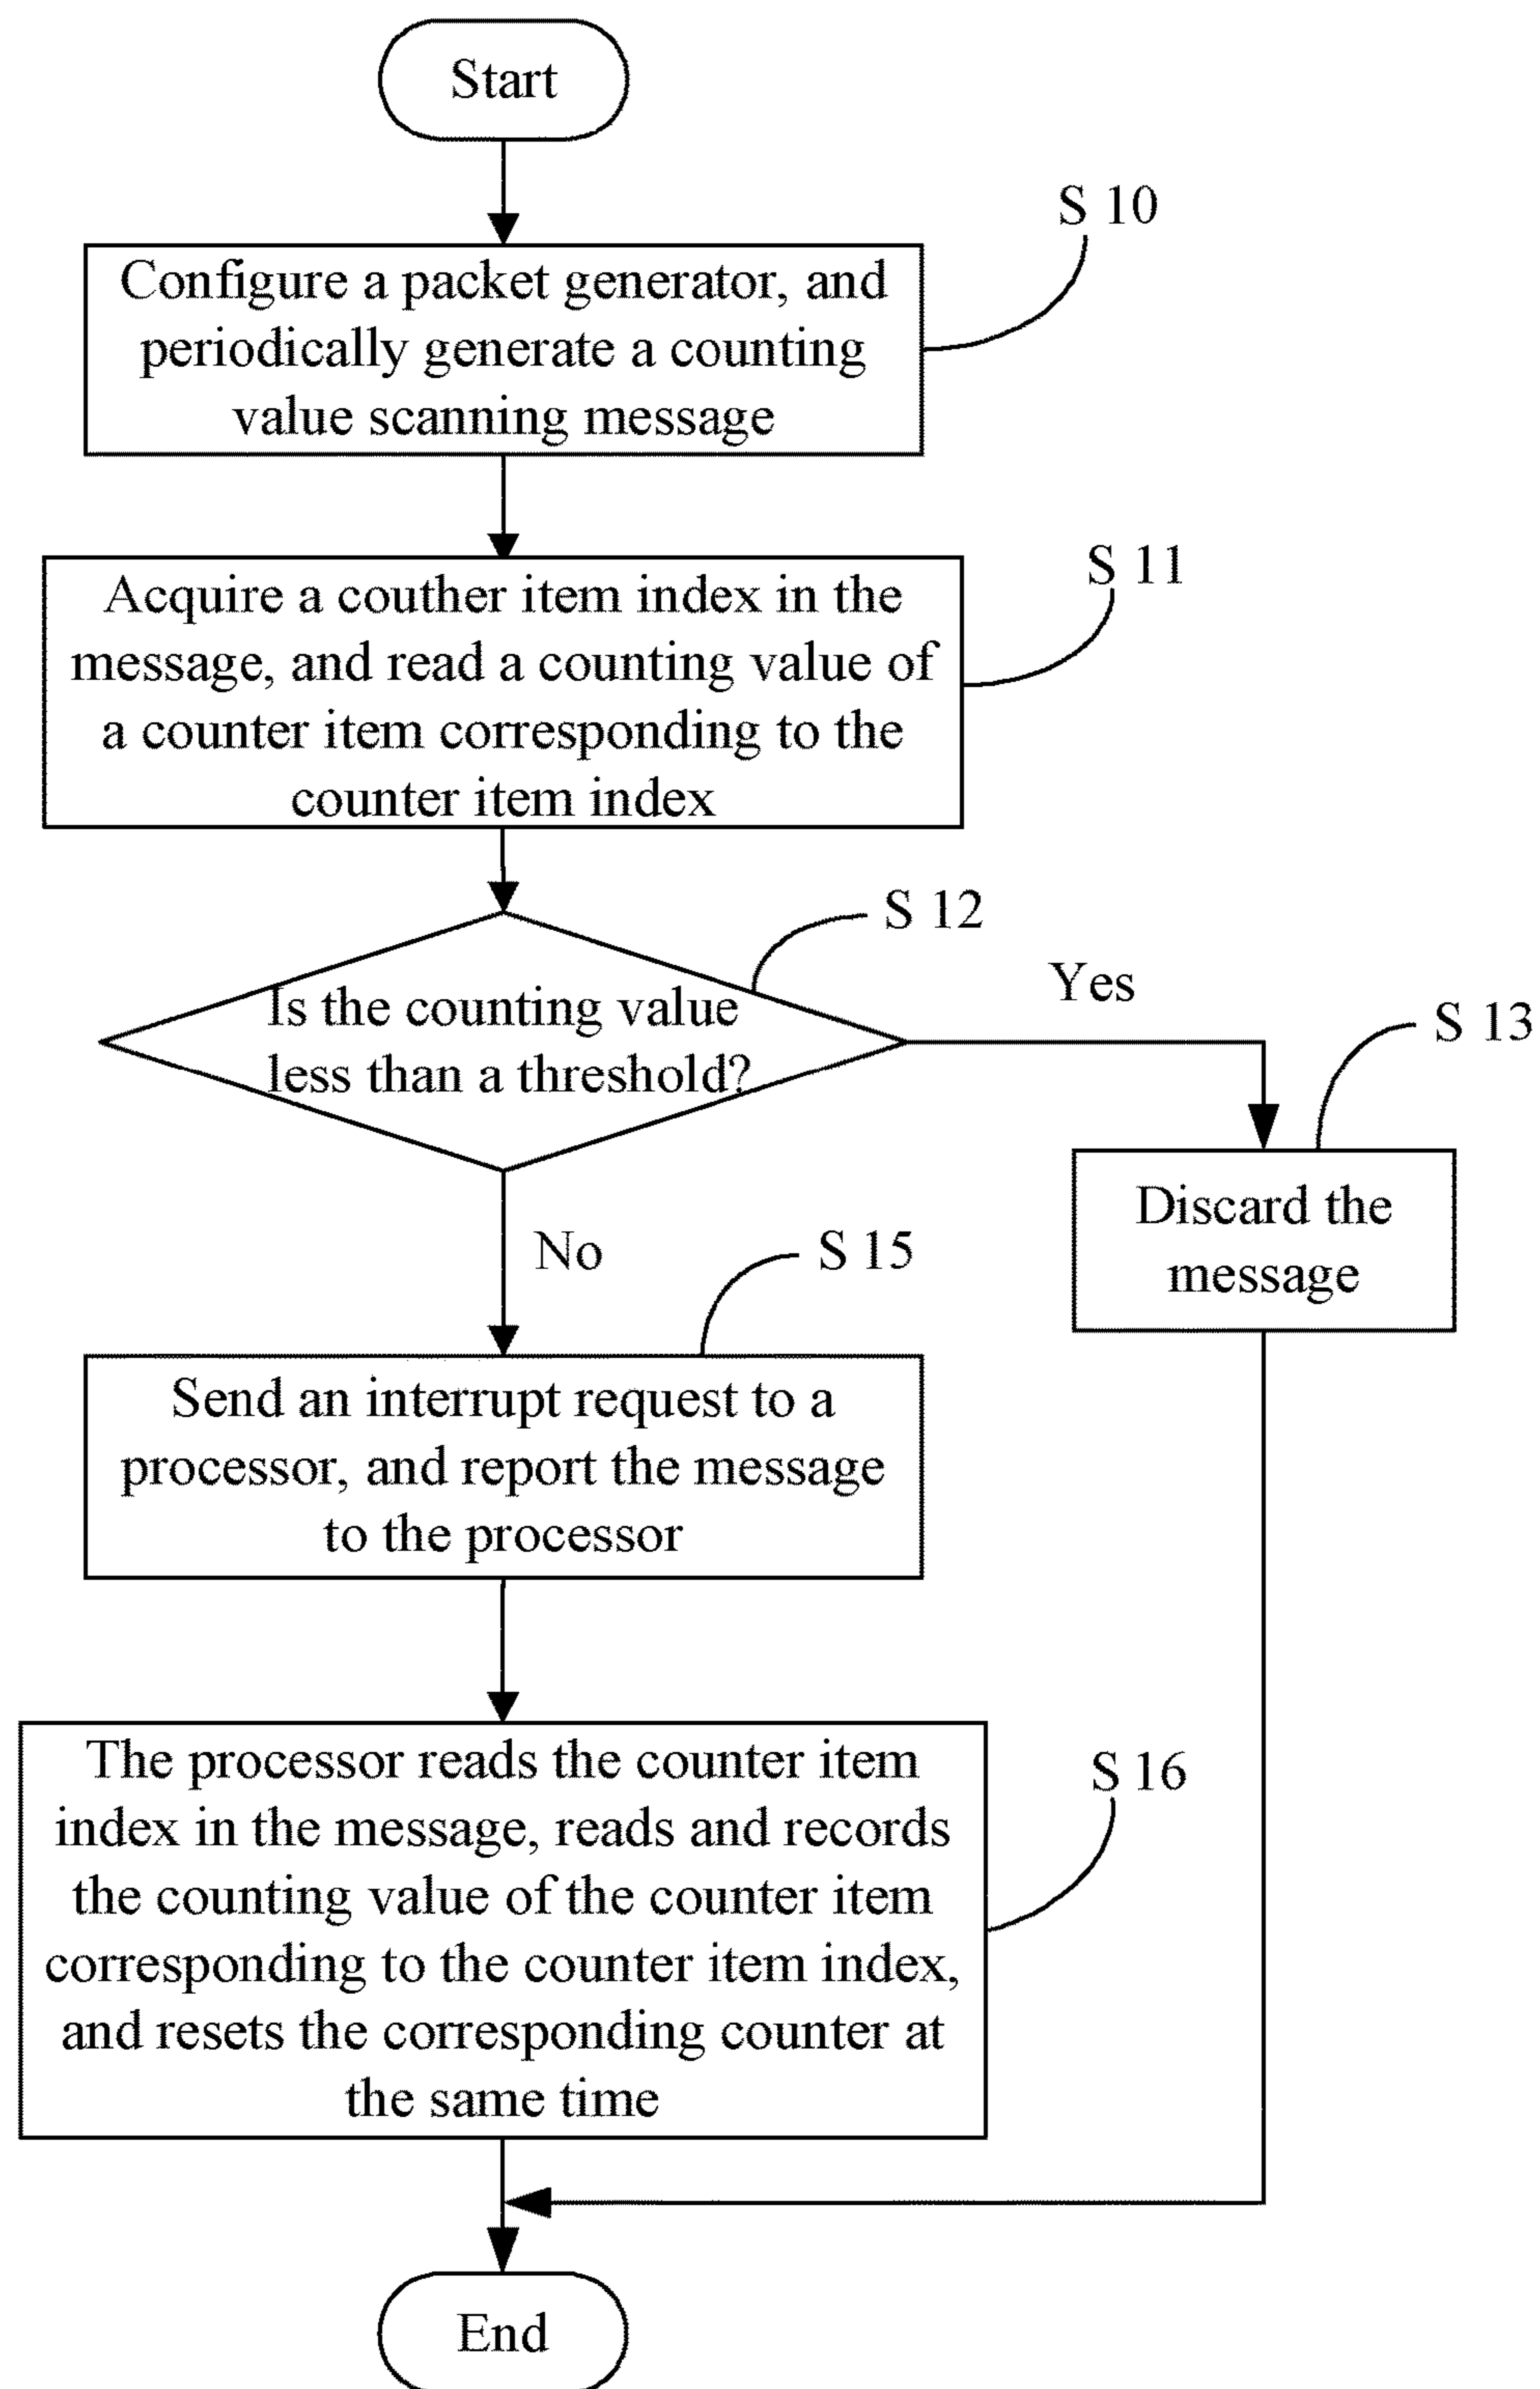 Start
S 10
Configure a packet generator, and
periodically generate a counting
value scanning message
S 11
Acquire a couther item index in the
message, and read a counting value of
a counter item corresponding to the
counter item index
S 12
Is the counting value
less than a threshold?
Yes
S 13
Discard the
message
No
S 15
Send an interrupt request to a
processor, and report the message
to the processor
S 16
The processor reads the counter item
index in the message, reads and records
the counting value of the counter item
corresponding to the counter item index,
and resets the corresponding counter at
the same time
End